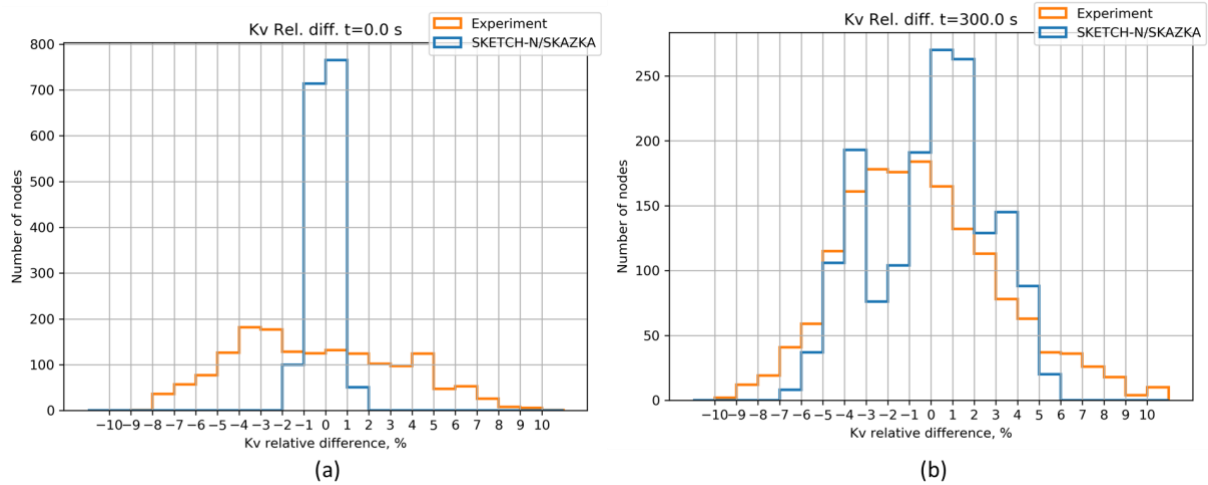 Kv Rel. diff. t=0.0 s
Experiment
SKETCH-N/SKAZKA
800
700
600
500
400
300
200
100
0
Number of nodes
−10 −9 −8 −7 −6 −5 −4 −3 −2 −1 0 1 2 3 4 5 6 7 8 9 10
Kv relative difference, %
(a)
Kv Rel. diff. t=300.0 s
Experiment
SKETCH-N/SKAZKA
250
200
150
100
50
0
Number of nodes
−10 −9 −8 −7 −6 −5 −4 −3 −2 −1 0 1 2 3 4 5 6 7 8 9 10
Kv relative difference, %
(b)